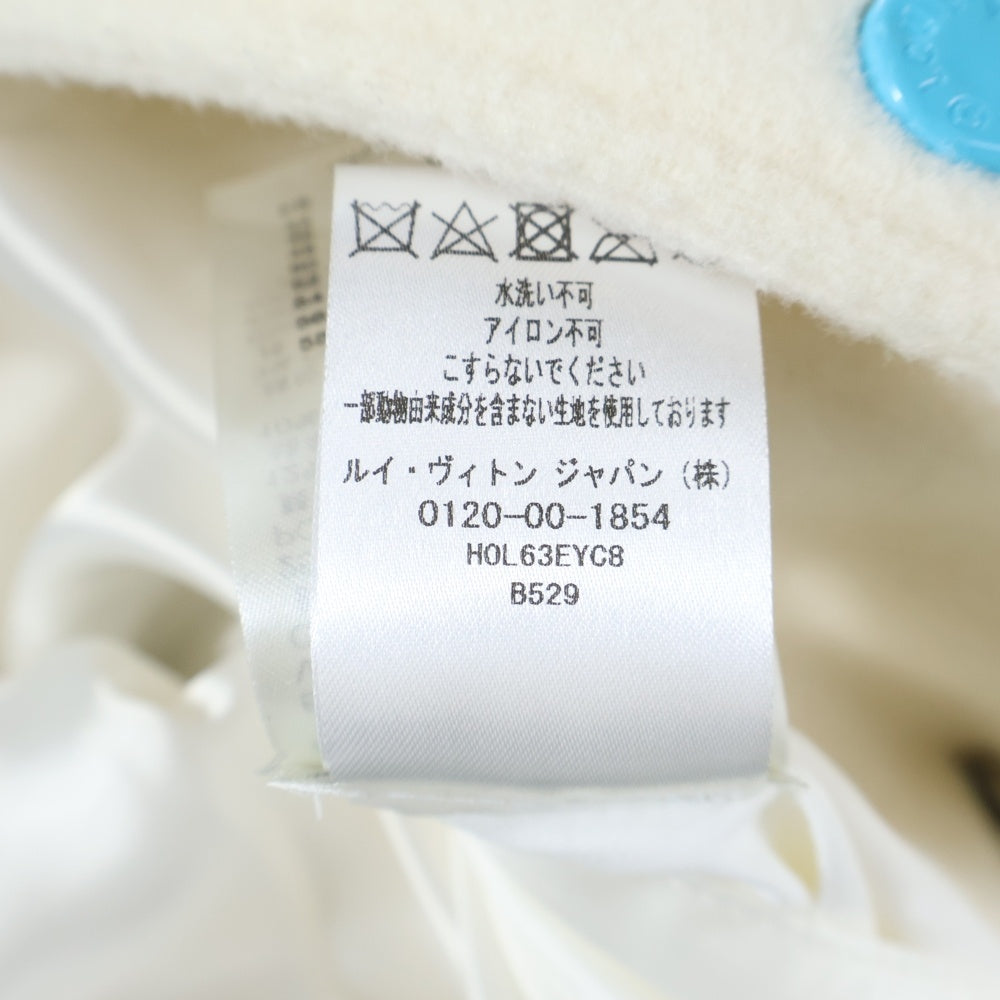 水洗い不可
アイロン不可
こすらないでください
一部動物由来成分を含まない生地を使用しております
ルイ・ヴィトン ジャパン (株)
0120-00-1854
H0L63EYC8
B529